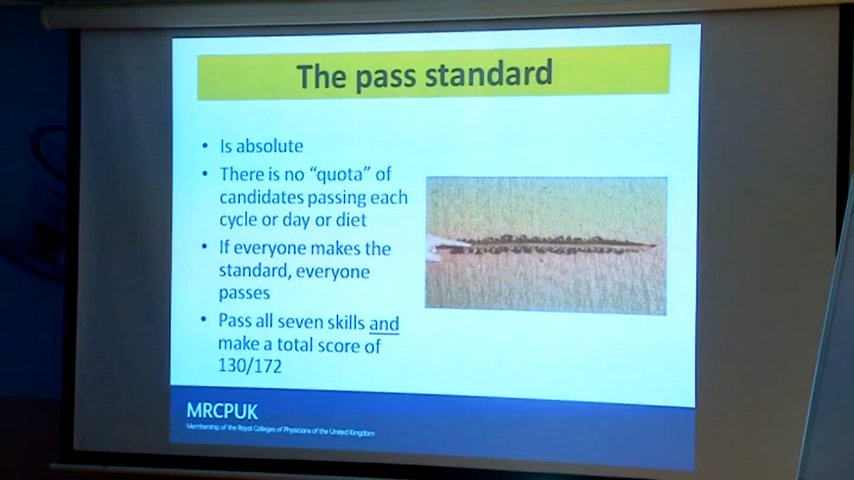 The pass standard
• Is absolute
• There is no “quota” of
candidates passing each
cycle or day or diet
• If everyone makes the
standard, everyone
passes
• Pass all seven skills and
make a total score of
130/172
MRCPUK
Membership of the Royal Colleges of Physicians of the United Kingdom